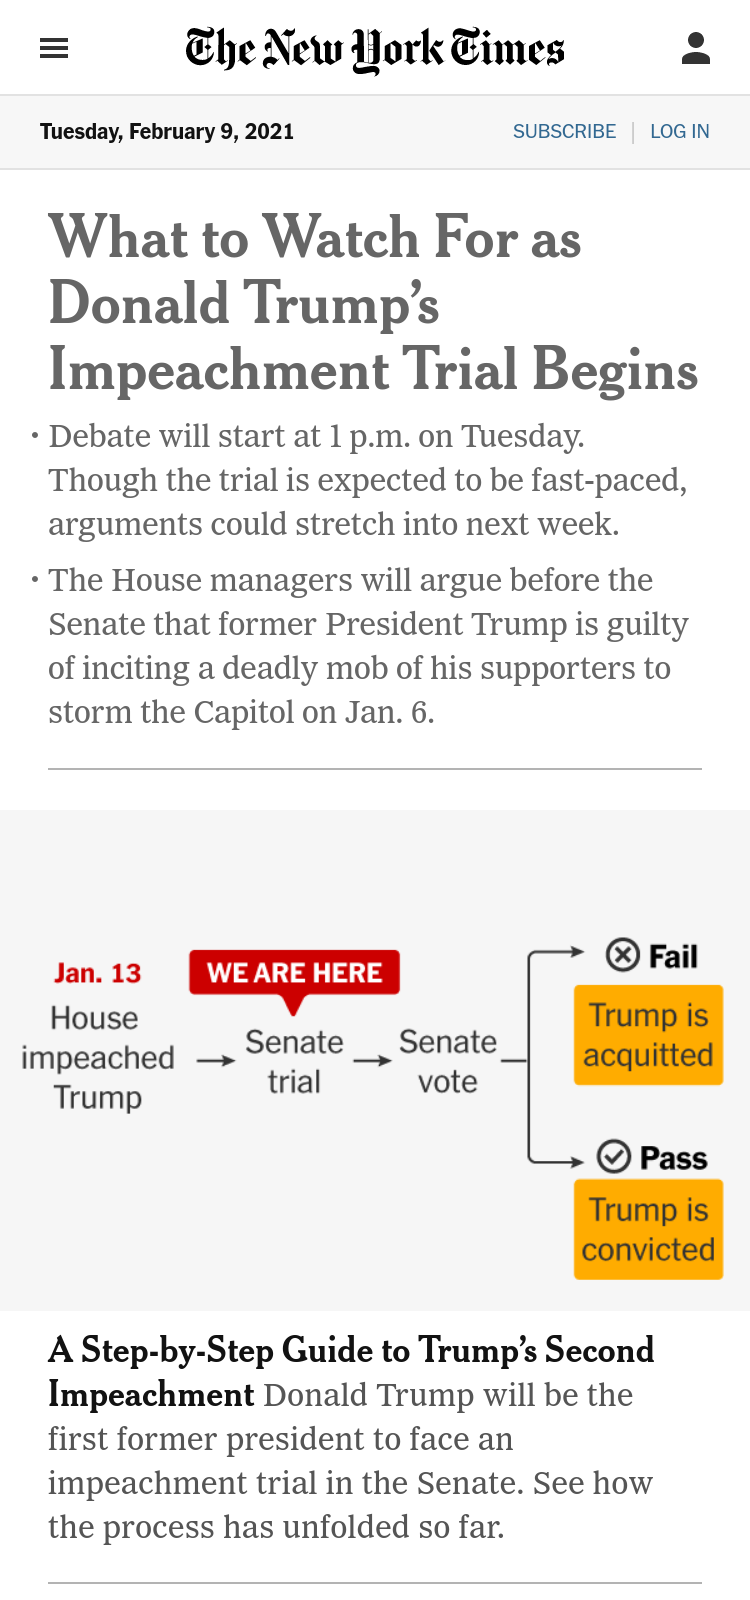 The New York Times
Tuesday, February 9, 2021
SUBSCRIBE | LOG IN
What to Watch For as
Donald Trump's
Impeachment Trial Begins
• Debate will start at 1 p.m. on Tuesday.
Though the trial is expected to be fast-paced,
arguments could stretch into next week.
• The House managers will argue before the
Senate that former President Trump is guilty
of inciting a deadly mob of his supporters to
storm the Capitol on Jan. 6.
Jan. 13
House
impeached
Trump
WE ARE HERE
Senate
trial
Senate
vote
Fail
Trump is
acquitted
Pass
Trump is
convicted
A Step-by-Step Guide to Trump's Second
Impeachment Donald Trump will be the
first former president to face an
impeachment trial in the Senate. See how
the process has unfolded so far.